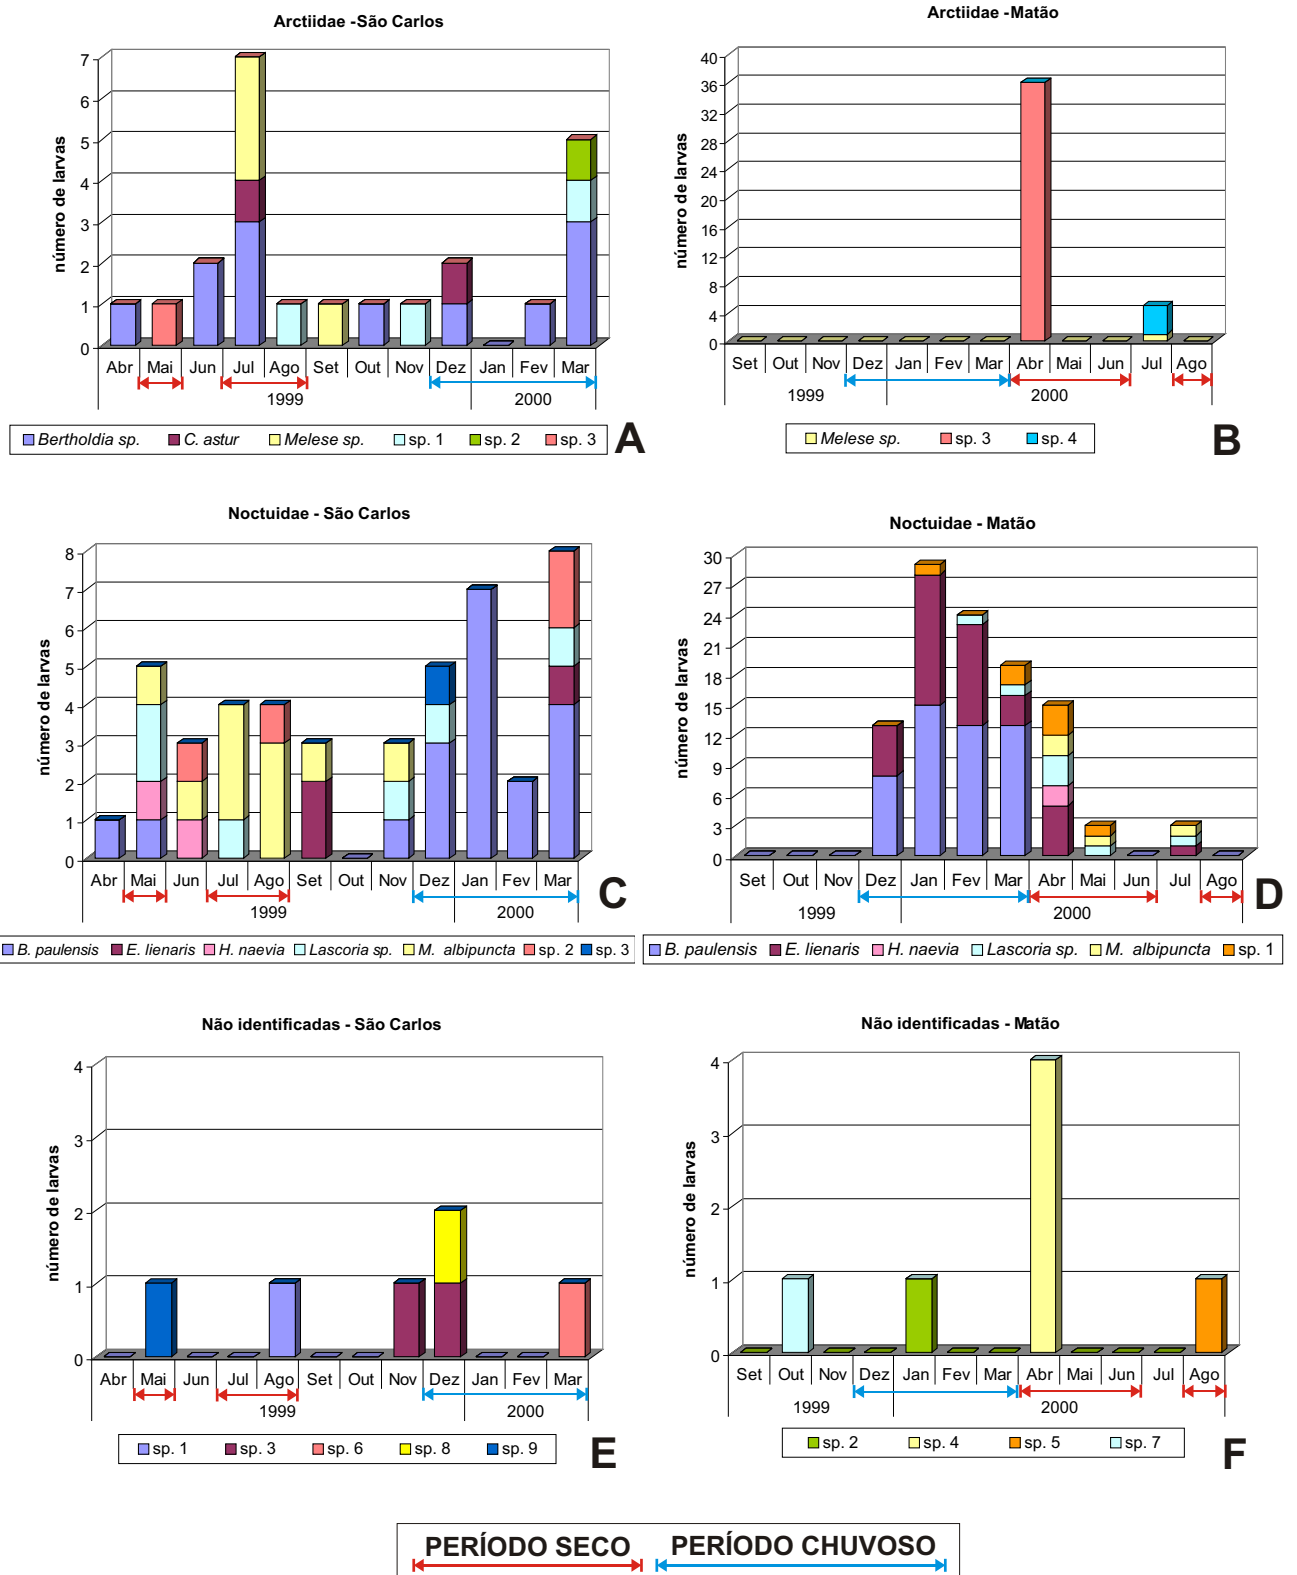 Arctiidae -São Carlos
número de larvas
7
6
5
4
3
2
1
0
Abr Mai Jun Jul Ago Set Out Nov Dez Jan Fev Mar
1999 2000
Bertholdia sp. C. astur Melese sp. sp. 1 sp. 2 sp. 3
A
Arctiidae -Matão
número de larvas
40
36
32
28
24
20
16
12
8
4
0
Set Out Nov Dez Jan Fev Mar Abr Mai Jun Jul Ago
1999 2000
Melese sp. sp. 3 sp. 4
B
Noctuidae - São Carlos
número de larvas
8
7
6
5
4
3
2
1
0
Abr Mai Jun Jul Ago Set Out Nov Dez Jan Fev Mar
1999 2000
B. paulensis E. lienaris H. naevia Lascoria sp. M. albipuncta sp. 2 sp. 3
C
Noctuidae - Matão
número de larvas
30
27
24
21
18
15
12
9
6
3
0
Set Out Nov Dez Jan Fev Mar Abr Mai Jun Jul Ago
1999 2000
B. paulensis E. lienaris H. naevia Lascoria sp. M. albipuncta sp. 1
D
Não identificadas - São Carlos
número de larvas
4
3
2
1
0
Abr Mai Jun Jul Ago Set Out Nov Dez Jan Fev Mar
1999 2000
sp. 1 sp. 3 sp. 6 sp. 8 sp. 9
E
Não identificadas - Matão
número de larvas
4
3
2
1
0
Set Out Nov Dez Jan Fev Mar Abr Mai Jun Jul Ago
1999 2000
sp. 2 sp. 4 sp. 5 sp. 7
F
PERÍODO SECO PERÍODO CHUVOSO